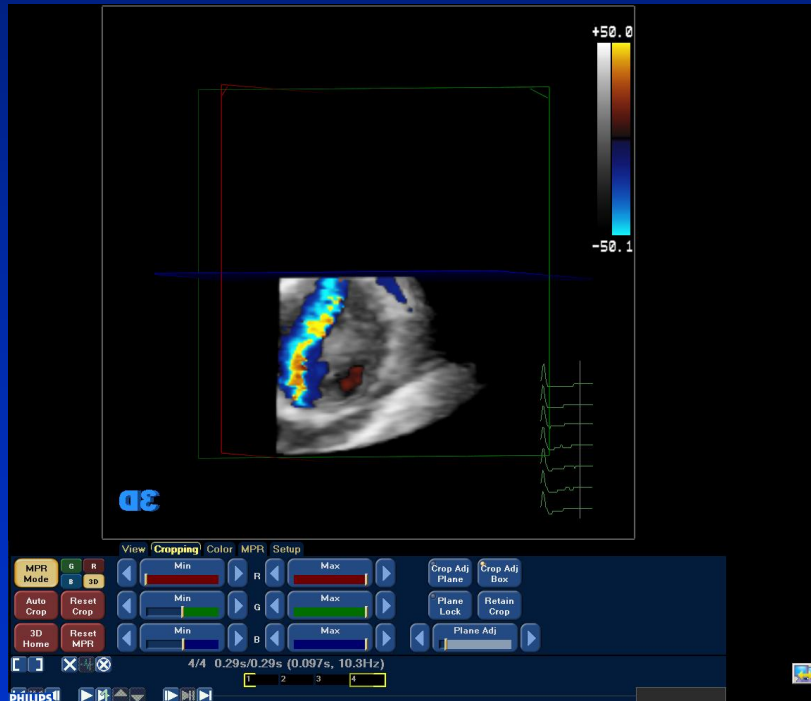 +50.0
-50.1
3D
View Cropping Color MPR Setup
MPR Mode
G R
B 3D
Min
R
Max
Crop Adj Plane
Crop Adj Box
Auto Crop
Reset Crop
Min
G
Max
Plane Lock
Retain Crop
3D Home
Reset MPR
Min
B
Max
Plane Adj
4/4 0.29s/0.29s (0.097s, 10.3Hz)
1 2 3 4
PHILIPS